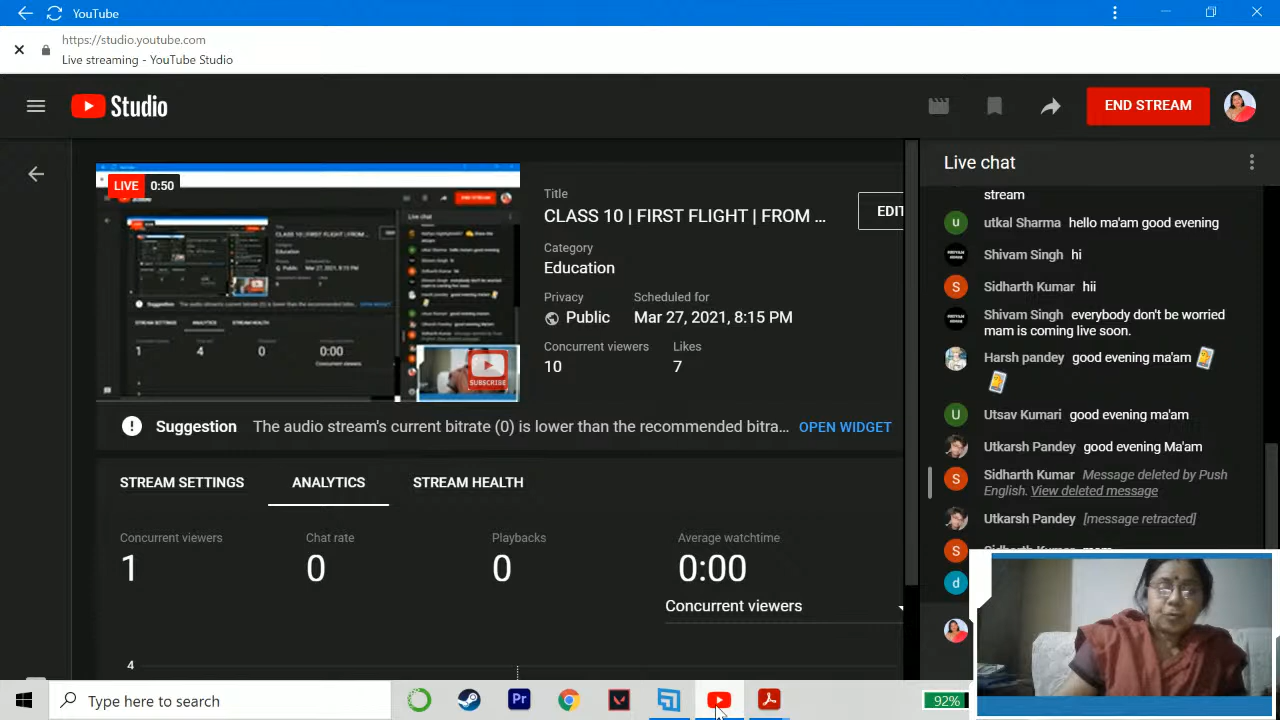 YouTube
https://studio.youtube.com
Live streaming - YouTube Studio
Studio
END STREAM
LIVE 0:50
SUBSCRIBE
Title
CLASS 10 | FIRST FLIGHT | FROM ...
EDIT
Category
Education
Privacy
Public
Scheduled for
Mar 27, 2021, 8:15 PM
Concurrent viewers
10
Likes
7
Suggestion The audio stream's current bitrate (0) is lower than the recommended bitra... OPEN WIDGET
STREAM SETTINGS ANALYTICS STREAM HEALTH
Concurrent viewers Chat rate Playbacks Average watchtime
1 0 0 0:00
Concurrent viewers
4
Live chat
stream
utkal Sharma hello ma'am good evening
Shivam Singh hi
Sidharth Kumar hii
Shivam Singh everybody don't be worried
mam is coming live soon.
Harsh pandey good evening ma'am
Utsav Kumari good evening ma'am
Utkarsh Pandey good evening Ma'am
Sidharth Kumar Message deleted by Push
English. View deleted message
Utkarsh Pandey [message retracted]
Type here to search
92%